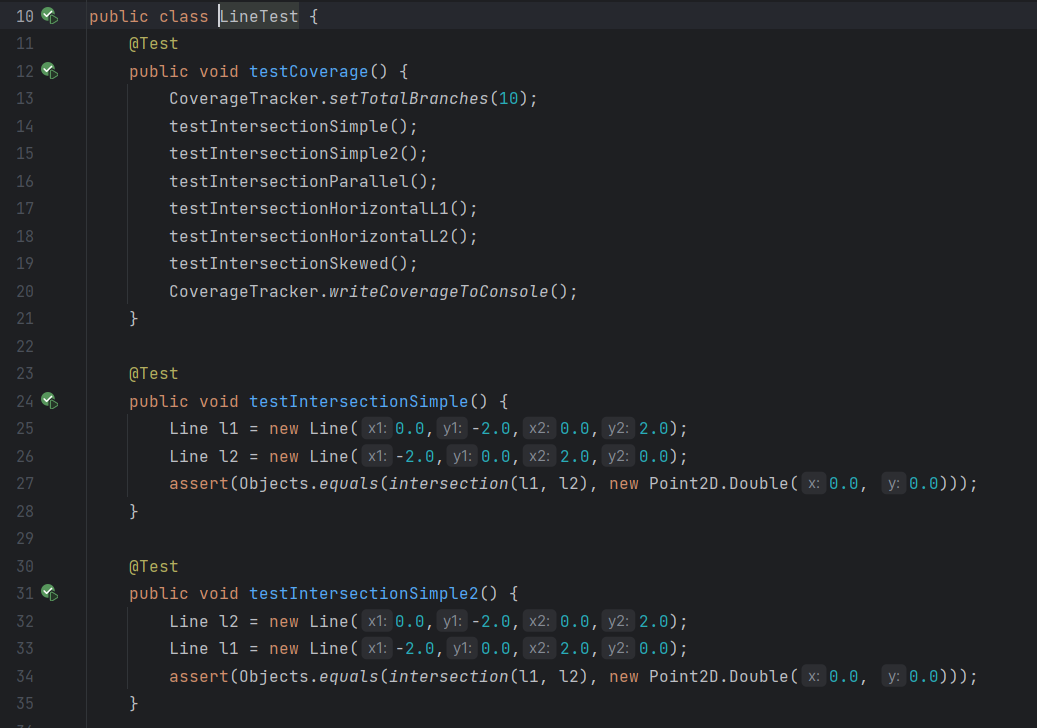 10 public class LineTest {
11 @Test
12 public void testCoverage() {
13 CoverageTracker.setTotalBranches(10);
14 testIntersectionSimple();
15 testIntersectionSimple2();
16 testIntersectionParallel();
17 testIntersectionHorizontalL1();
18 testIntersectionHorizontalL2();
19 testIntersectionSkewed();
20 CoverageTracker.writeCoverageToConsole();
21 }
22
23 @Test
24 public void testIntersectionSimple() {
25 Line l1 = new Line( x1: 0.0, y1: -2.0, x2: 0.0, y2: 2.0);
26 Line l2 = new Line( x1: -2.0, y1: 0.0, x2: 2.0, y2: 0.0);
27 assert(Objects.equals(intersection(l1, l2), new Point2D.Double( x: 0.0, y: 0.0)));
28 }
29
30 @Test
31 public void testIntersectionSimple2() {
32 Line l2 = new Line( x1: 0.0, y1: -2.0, x2: 0.0, y2: 2.0);
33 Line l1 = new Line( x1: -2.0, y1: 0.0, x2: 2.0, y2: 0.0);
34 assert(Objects.equals(intersection(l1, l2), new Point2D.Double( x: 0.0, y: 0.0)));
35 }